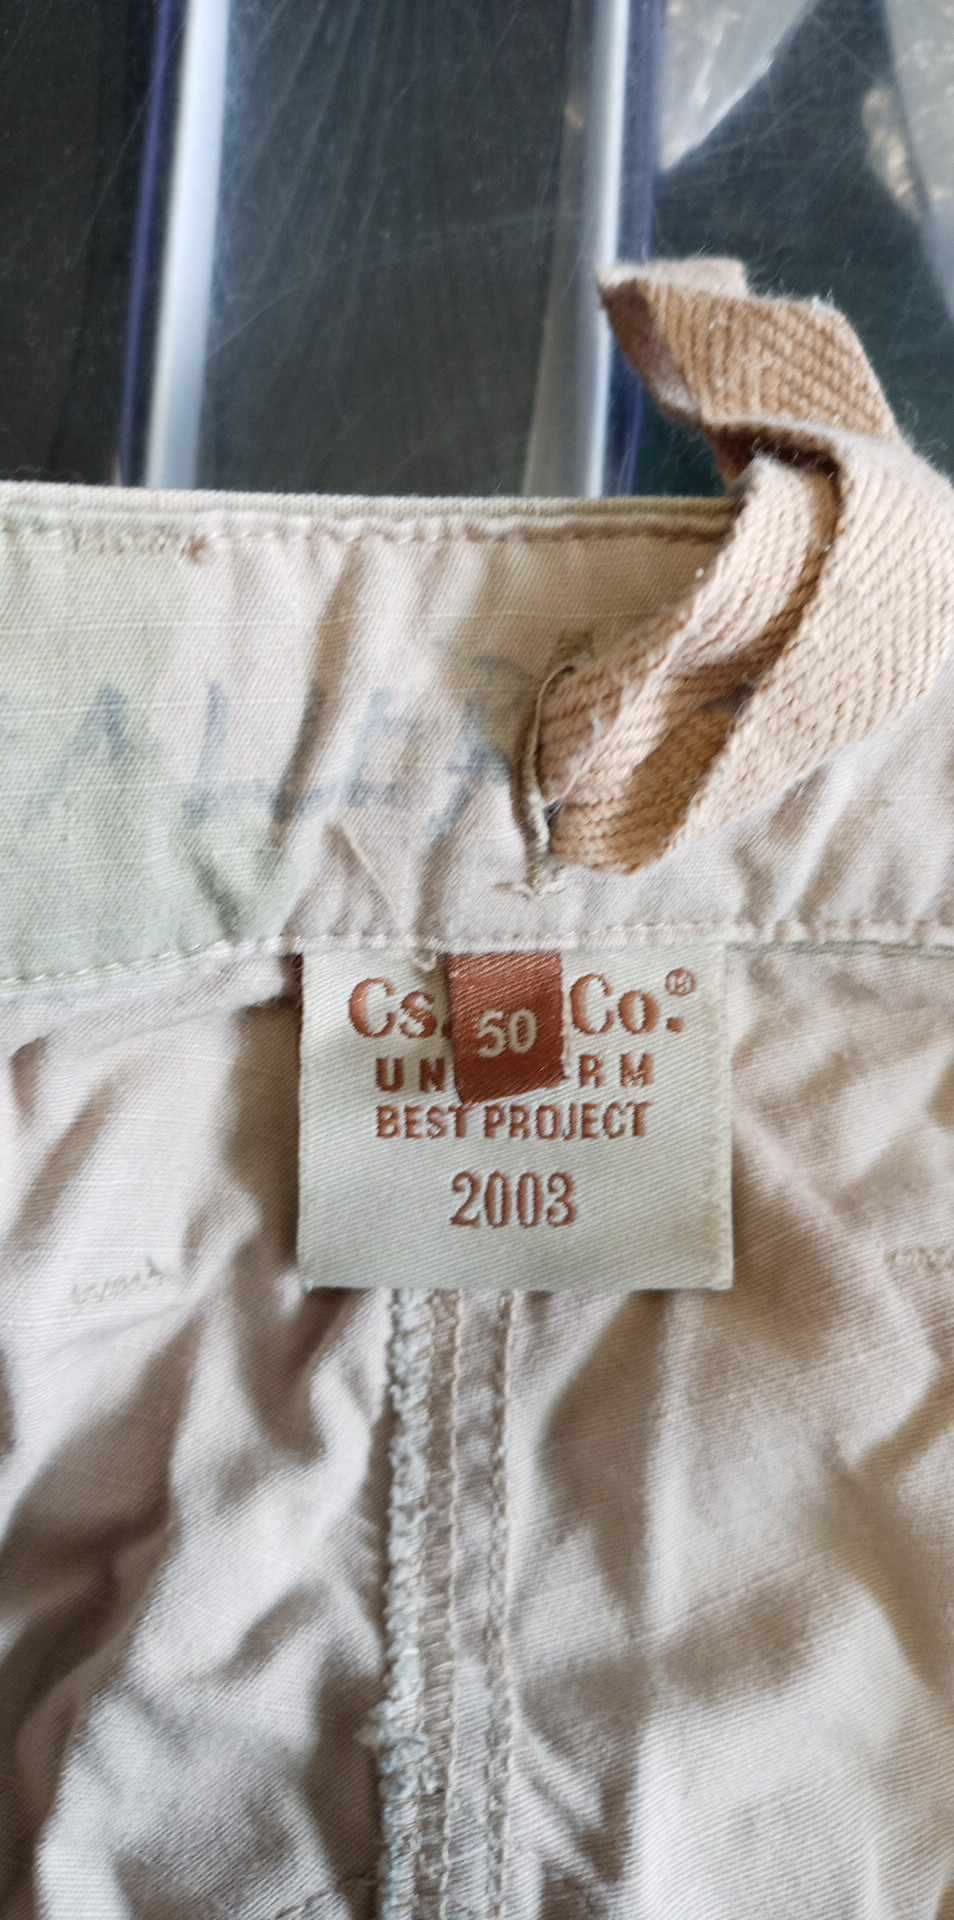 Cs. Co.®
50
UN RM
BEST PROJECT
2003